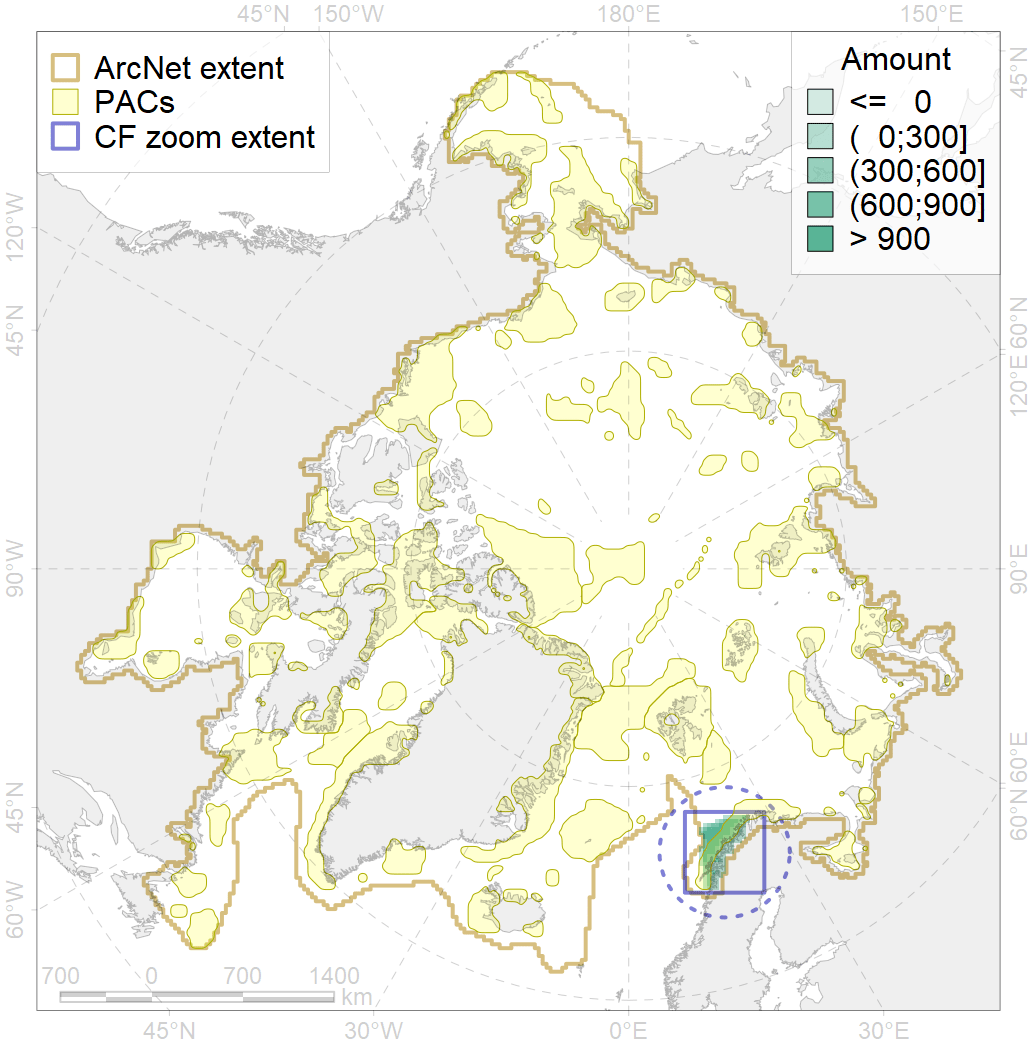 45°N 150°W 180°E 150°E
ArcNet extent
PACs
CF zoom extent
Amount
<= 0
( 0;300]
(300;600]
(600;900]
> 900
45°N
120°W
45°N
90°W
45°N
60°W
60°N
120°E
90°E
60°E
60°N
700 0 700 1400
km
45°N 30°W 0°E 30°E